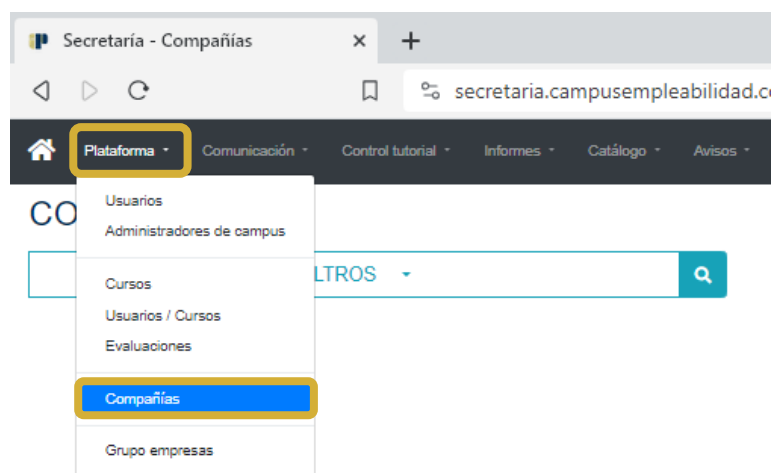 Secretaría - Compañías
secretaria.campusempleabilidad.c
Plataforma Comunicación Control tutorial Informes Catálogo Avisos
CO
LTROS
Usuarios
Administradores de campus
Cursos
Usuarios / Cursos
Evaluaciones
Compañías
Grupo empresas